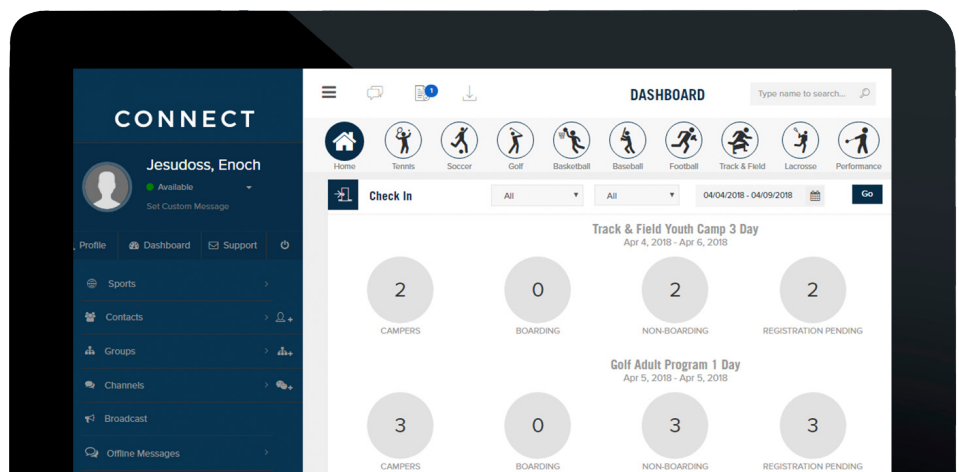 CONNECT
Jesudoss, Enoch
Available
Set Custom Message
Profile Dashboard Support
Sports
Contacts
Groups
Channels
Broadcast
Offline Messages
1
DASHBOARD
Type name to search...
Home Tennis Soccer Golf Basketball Baseball Football Track & Field Lacrosse Performance
Check In All All 04/04/2018 - 04/09/2018 Go
Track & Field Youth Camp 3 Day
Apr 4, 2018 - Apr 6, 2018
2 0 2 2
CAMPERS BOARDING NON-BOARDING REGISTRATION PENDING
Golf Adult Program 1 Day
Apr 5, 2018 - Apr 5, 2018
3 0 3 3
CAMPERS BOARDING NON-BOARDING REGISTRATION PENDING